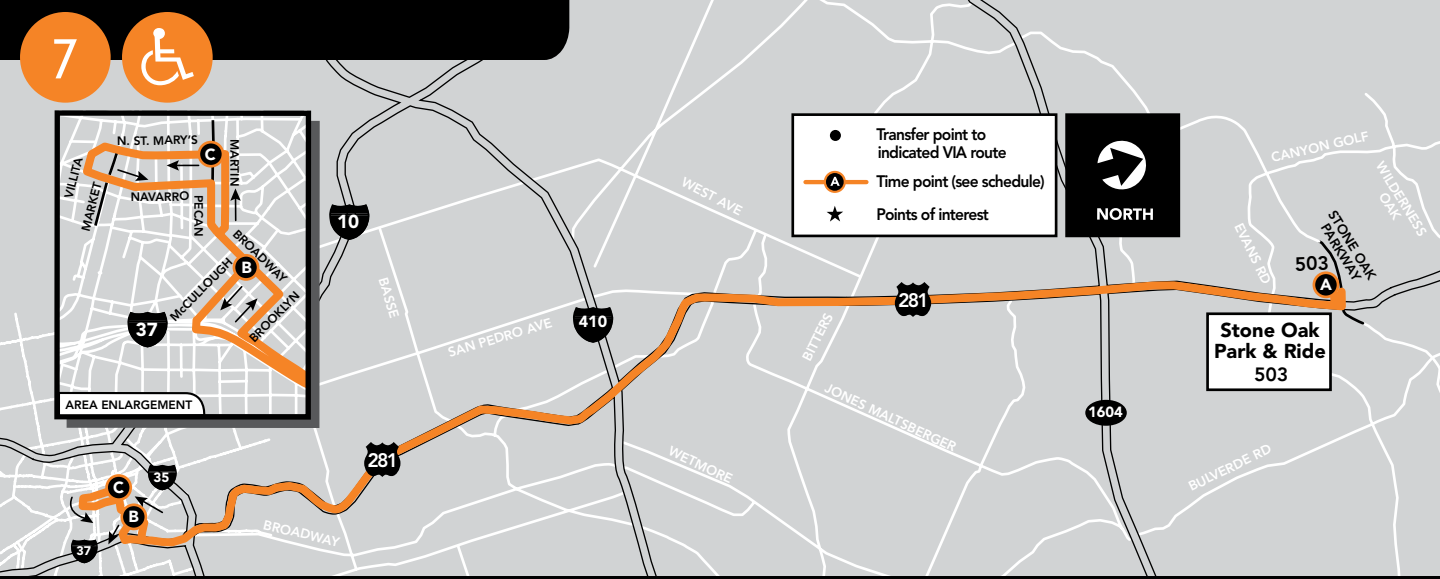 7
N. ST. MARY'S
C
MARTIN
VILLITA
MARKET
NAVARRO
PECAN
BROADWAY
B
McCULLOUGH
BROOKLYN
37
AREA ENLARGEMENT
Transfer point to
indicated VIA route
A
Time point (see schedule)
Points of interest
NORTH
10
410
BASSE
SAN PEDRO AVE
WEST AVE
BITTERS
281
JONES MALTSBERGER
WETMORE
1604
BULVERDE RD
CANYON GOLF
WILDERNESS
OAK
EVANS RD
STONE OAK
PARKWAY
503
A
Stone Oak
Park & Ride
503
281
35
C
B
37
BROADWAY